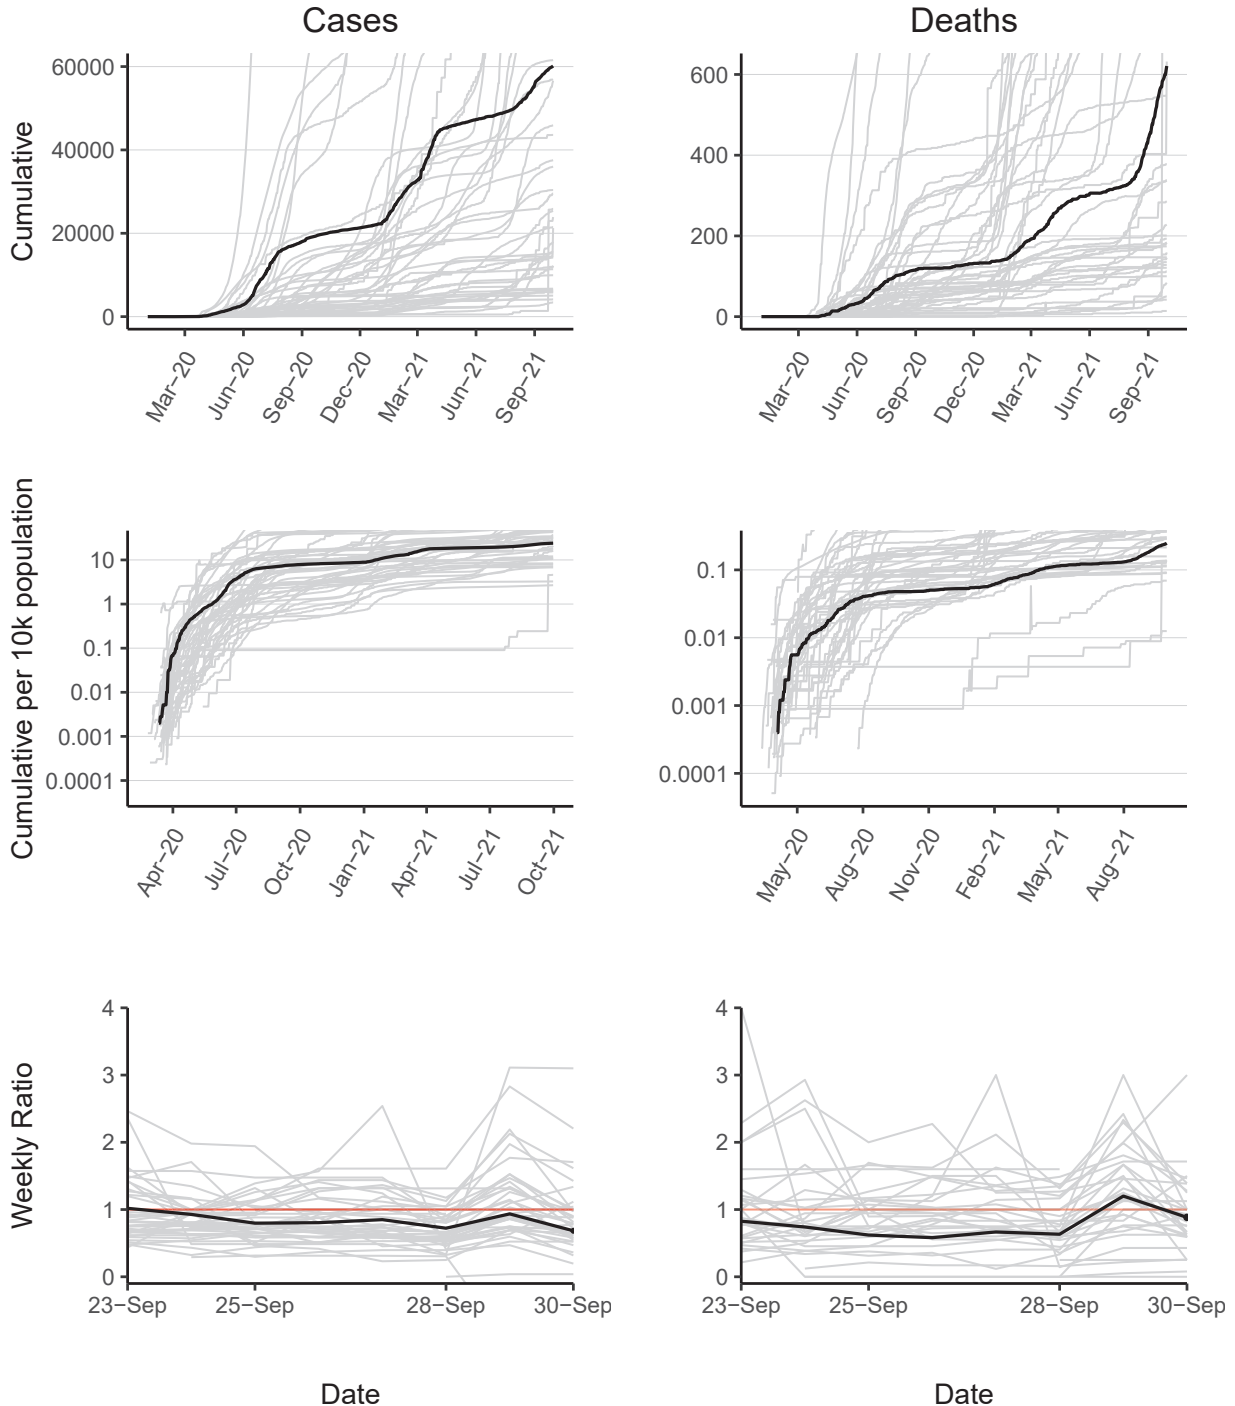 Cases
Deaths
Cumulative
60000
40000
20000
0
Mar−20
Jun−20
Sep−20
Dec−20
Mar−21
Jun−21
Sep−21
600
400
200
0
Mar−20
Jun−20
Sep−20
Dec−20
Mar−21
Jun−21
Sep−21
Cumulative per 10k population
10
1
0.1
0.01
0.001
0.0001
Apr−20
Jul−20
Oct−20
Jan−21
Apr−21
Jul−21
Oct−21
0.1
0.01
0.001
0.0001
May−20
Aug−20
Nov−20
Feb−21
May−21
Aug−21
Weekly Ratio
4
3
2
1
0
23−Sep
25−Sep
28−Sep
30−Sep
4
3
2
1
0
23−Sep
25−Sep
28−Sep
30−Sep
Date
Date